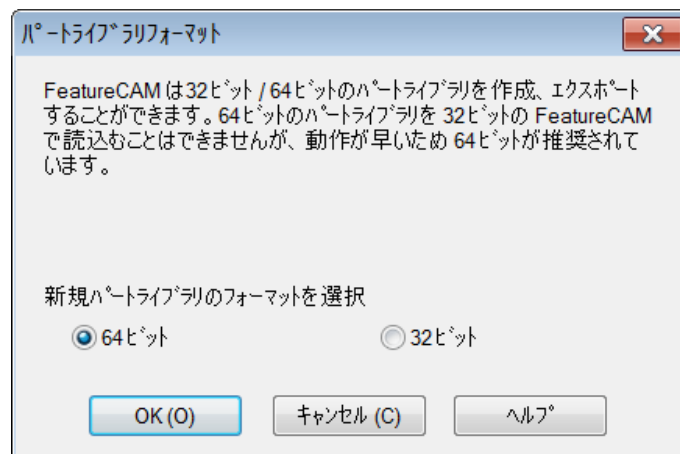 ﾊﾟｰﾄﾗｲﾌﾞﾗﾘﾌｫｰﾏｯﾄ
FeatureCAM は32ﾋﾞｯﾄ / 64ﾋﾞｯﾄのﾊﾟｰﾄﾗｲﾌﾞﾗﾘを作成、ｴｸｽﾎﾟｰﾄ
することができます。64ﾋﾞｯﾄのﾊﾟｰﾄﾗｲﾌﾞﾗﾘを 32ﾋﾞｯﾄの FeatureCAM
で読込むことはできませんが、動作が早いため 64ﾋﾞｯﾄが推奨されて
います。
新規ﾊﾟｰﾄﾗｲﾌﾞﾗﾘのﾌｫｰﾏｯﾄを選択
64ﾋﾞｯﾄ 32ﾋﾞｯﾄ
OK (O) ｷｬﾝｾﾙ (C) ﾍﾙﾌﾟ